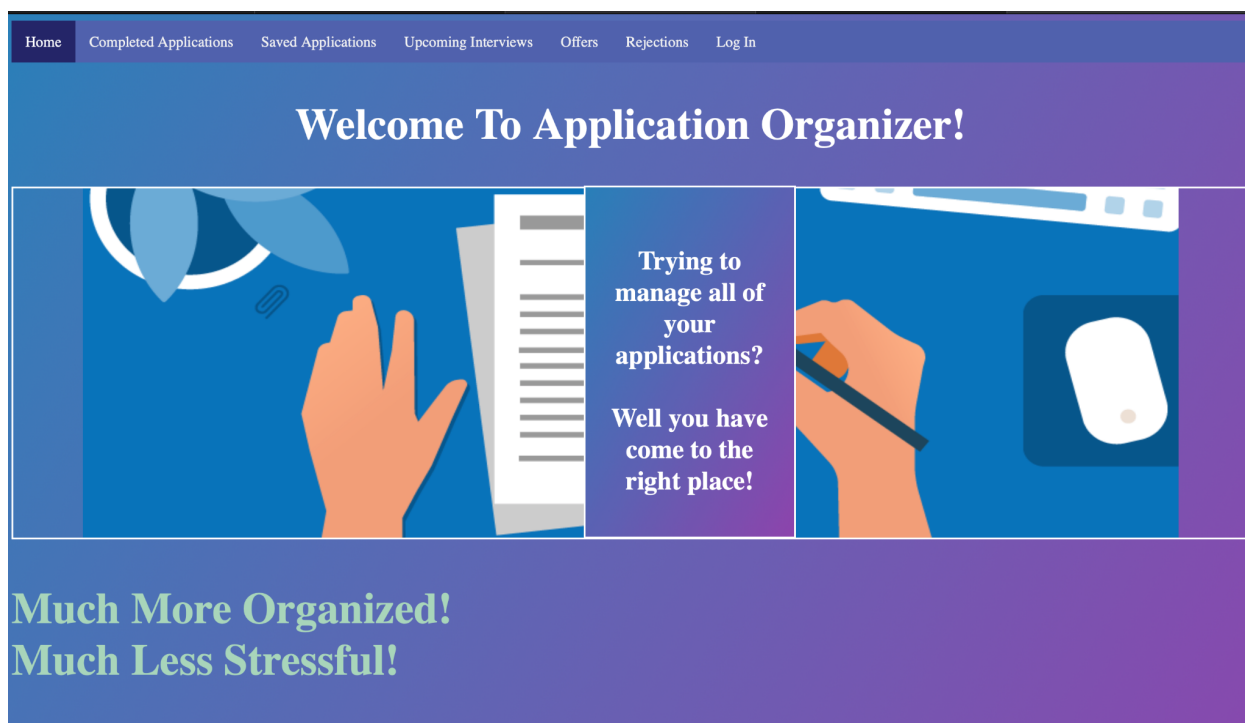 Home Completed Applications Saved Applications Upcoming Interviews Offers Rejections Log In
Welcome To Application Organizer!
Trying to
manage all of
your
applications?
Well you have
come to the
right place!
Much More Organized!
Much Less Stressful!